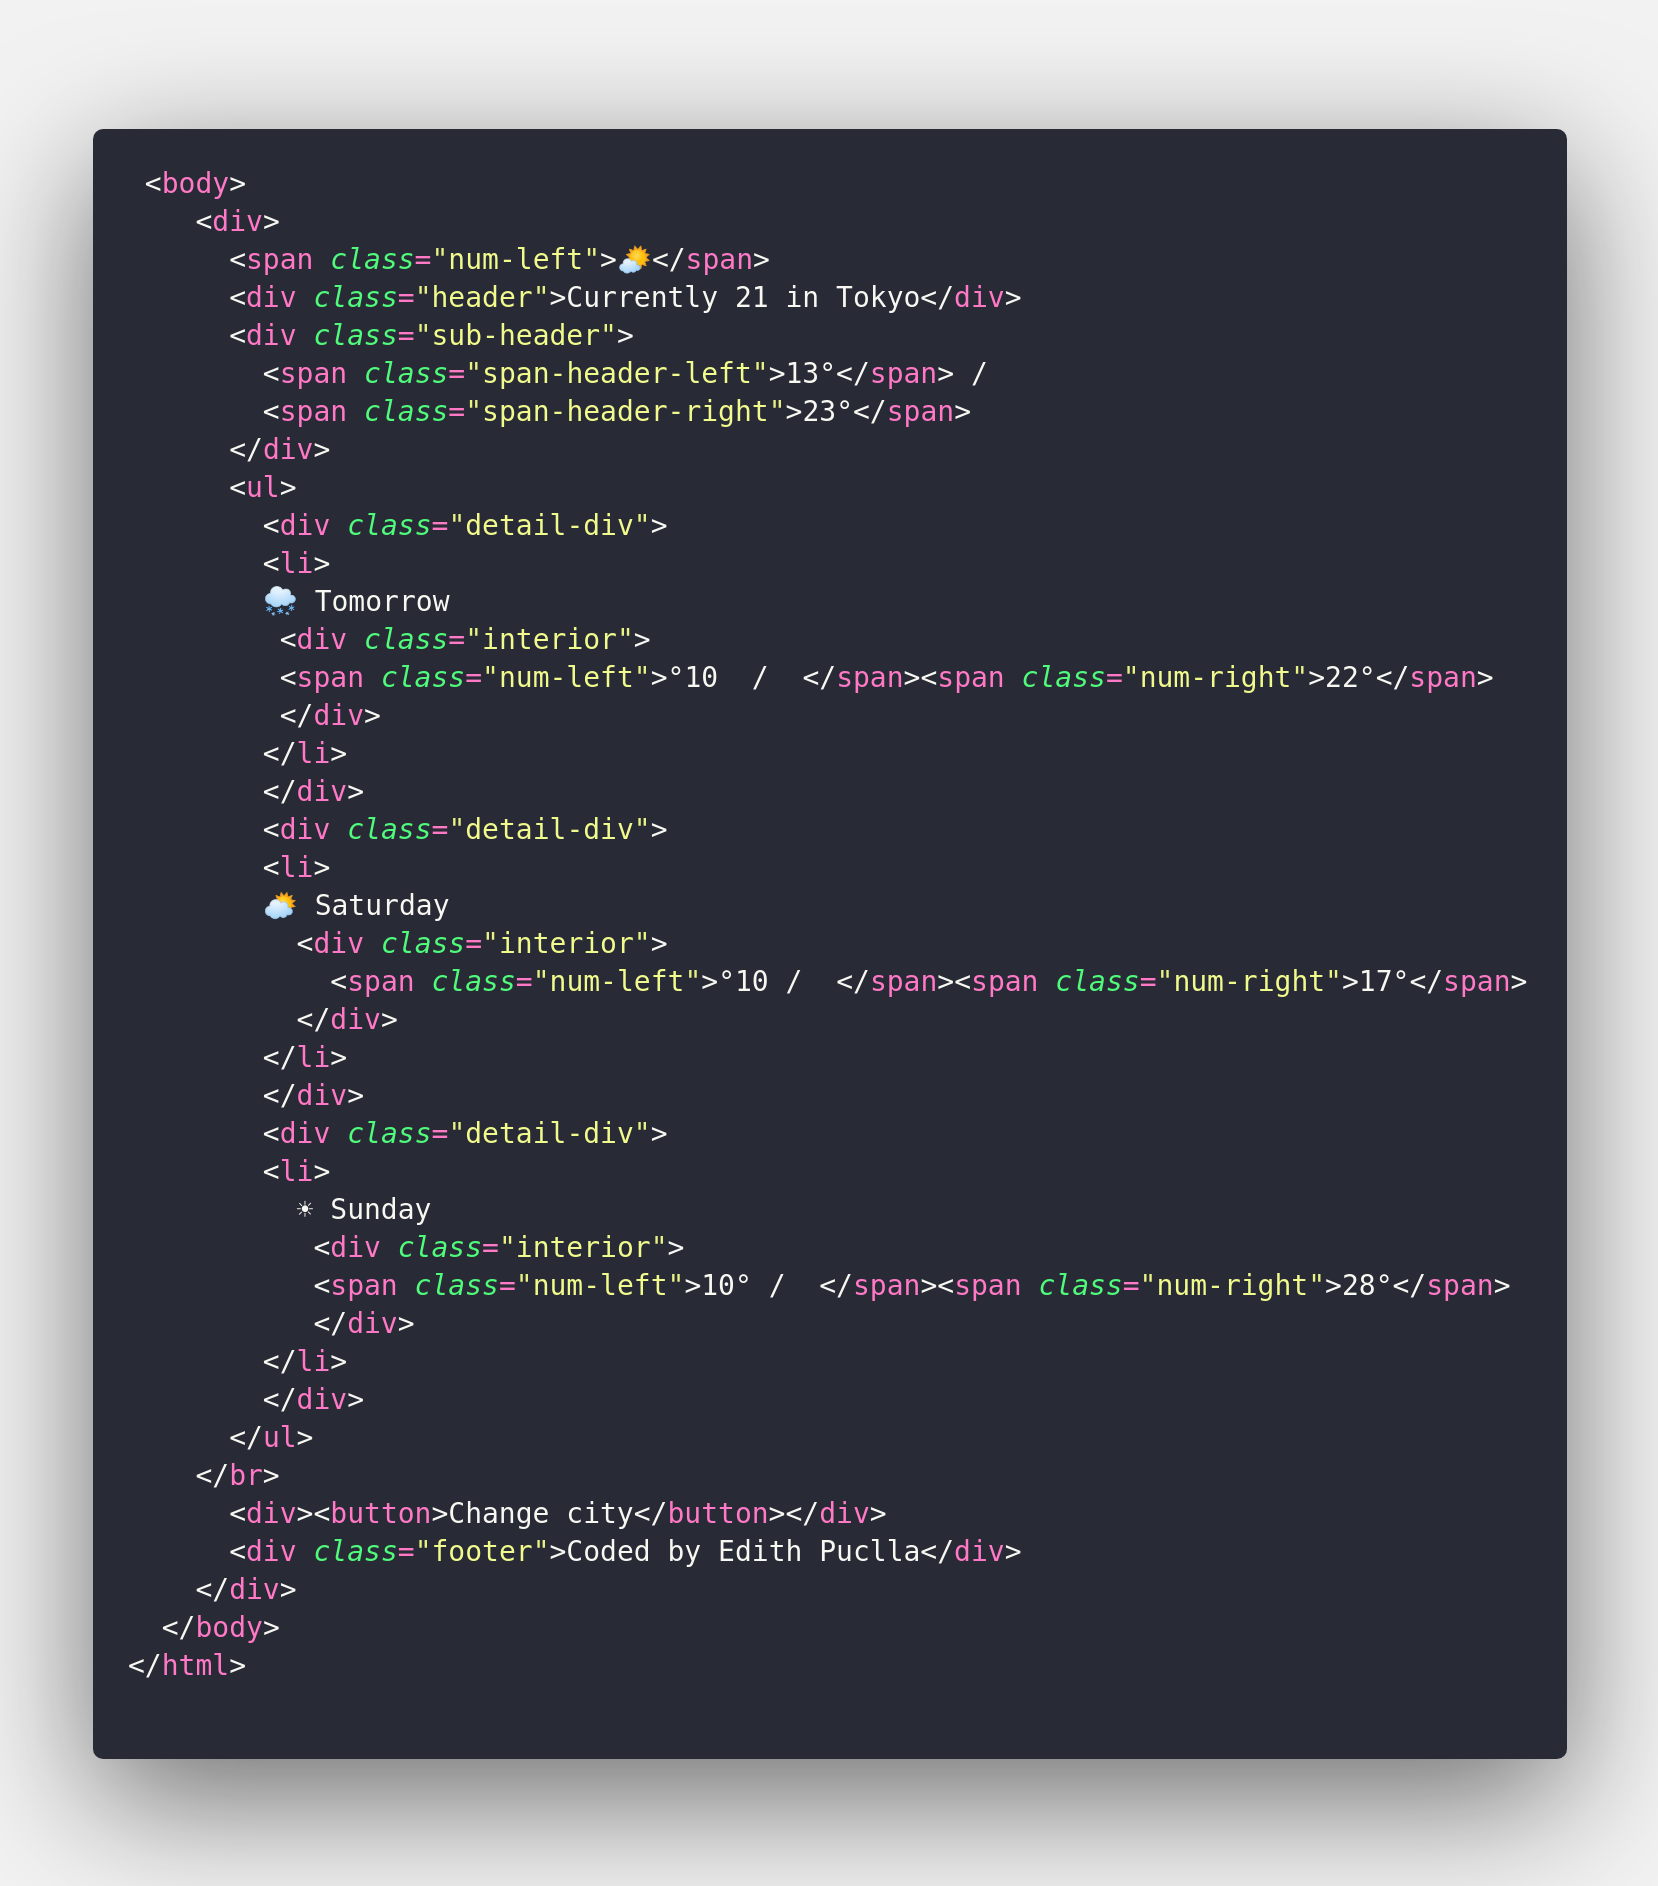 <body>
<div>
<span class="num-left">🌤</span>
<div class="header">Currently 21 in Tokyo</div>
<div class="sub-header">
<span class="span-header-left">13°</span> /
<span class="span-header-right">23°</span>
</div>
<ul>
<div class="detail-div">
<li>
🌨 Tomorrow
<div class="interior">
<span class="num-left">°10  /  </span><span class="num-right">22°</span>
</div>
</li>
</div>
<div class="detail-div">
<li>
🌥 Saturday
<div class="interior">
<span class="num-left">°10 /  </span><span class="num-right">17°</span>
</div>
</li>
</div>
<div class="detail-div">
<li>
☀ Sunday
<div class="interior">
<span class="num-left">10° /  </span><span class="num-right">28°</span>
</div>
</li>
</div>
</ul>
</br>
<div><button>Change city</button></div>
<div class="footer">Coded by Edith Puclla</div>
</div>
</body>
</html>